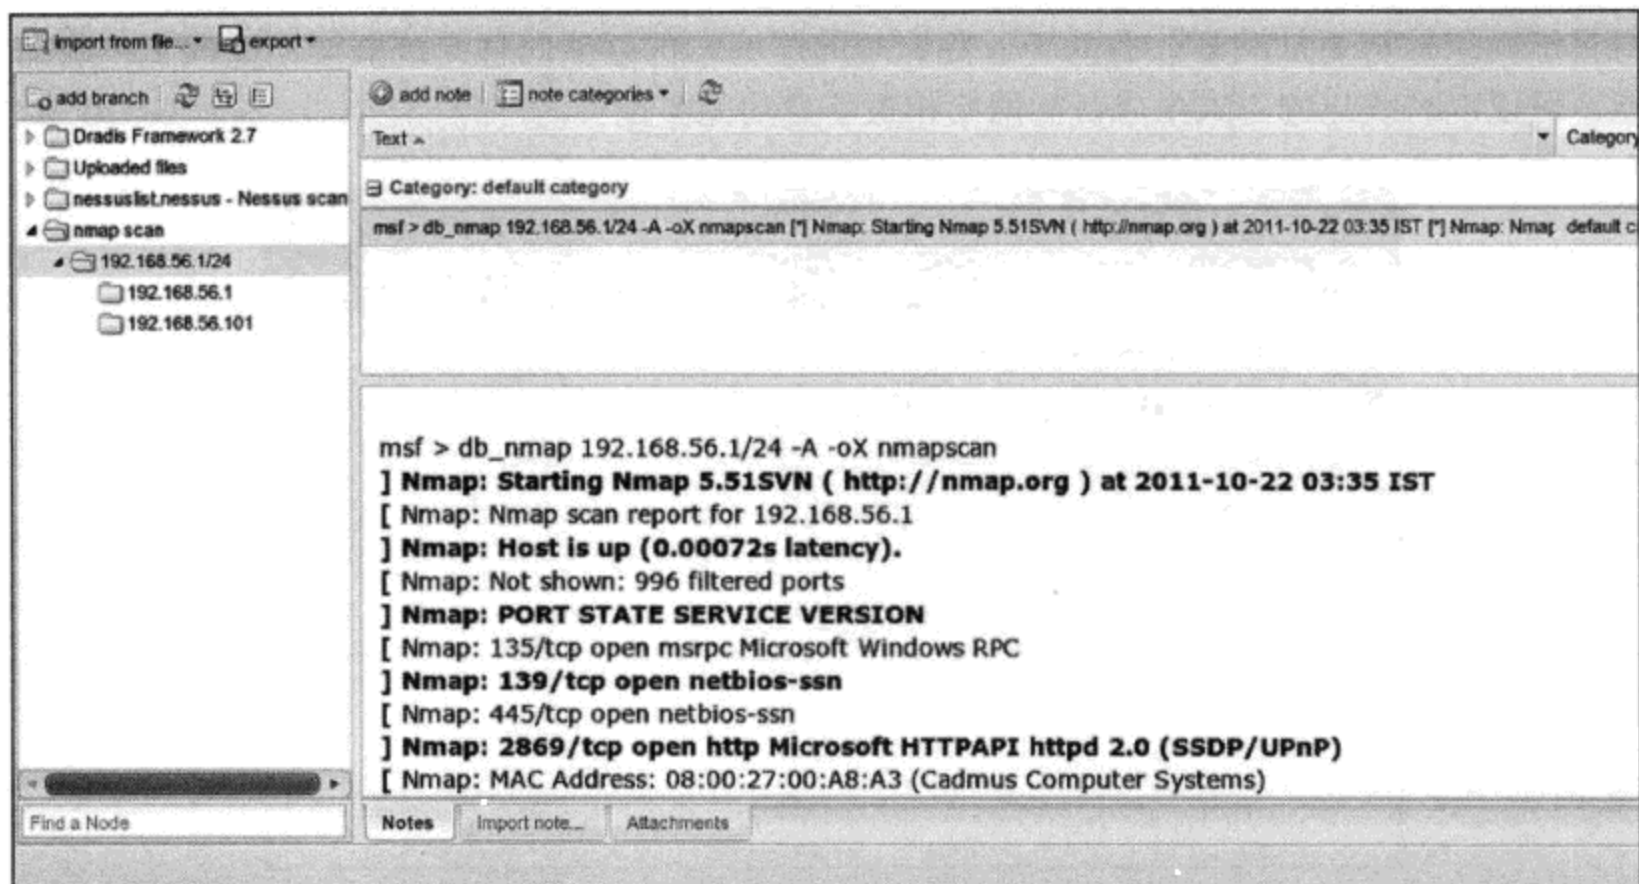 import from file...
export
add branch
add note
note categories
Dradis Framework 2.7
Uploaded files
nessuslist.nessus - Nessus scan
nmap scan
192.168.56.1/24
192.168.56.1
192.168.56.101
Find a Node
Text
Category
Category: default category
msf > db_nmap 192.168.56.1/24 -A -oX nmapscan [*] Nmap: Starting Nmap 5.51SVN ( http://nmap.org ) at 2011-10-22 03:35 IST [*] Nmap: Nmap default c
msf > db_nmap 192.168.56.1/24 -A -oX nmapscan
] Nmap: Starting Nmap 5.51SVN ( http://nmap.org ) at 2011-10-22 03:35 IST
[ Nmap: Nmap scan report for 192.168.56.1
] Nmap: Host is up (0.00072s latency).
[ Nmap: Not shown: 996 filtered ports
] Nmap: PORT STATE SERVICE VERSION
[ Nmap: 135/tcp open msrpc Microsoft Windows RPC
] Nmap: 139/tcp open netbios-ssn
[ Nmap: 445/tcp open netbios-ssn
] Nmap: 2869/tcp open http Microsoft HTTPAPI httpd 2.0 (SSDP/UPnP)
[ Nmap: MAC Address: 08:00:27:00:A8:A3 (Cadmus Computer Systems)
Notes
Import note...
Attachments